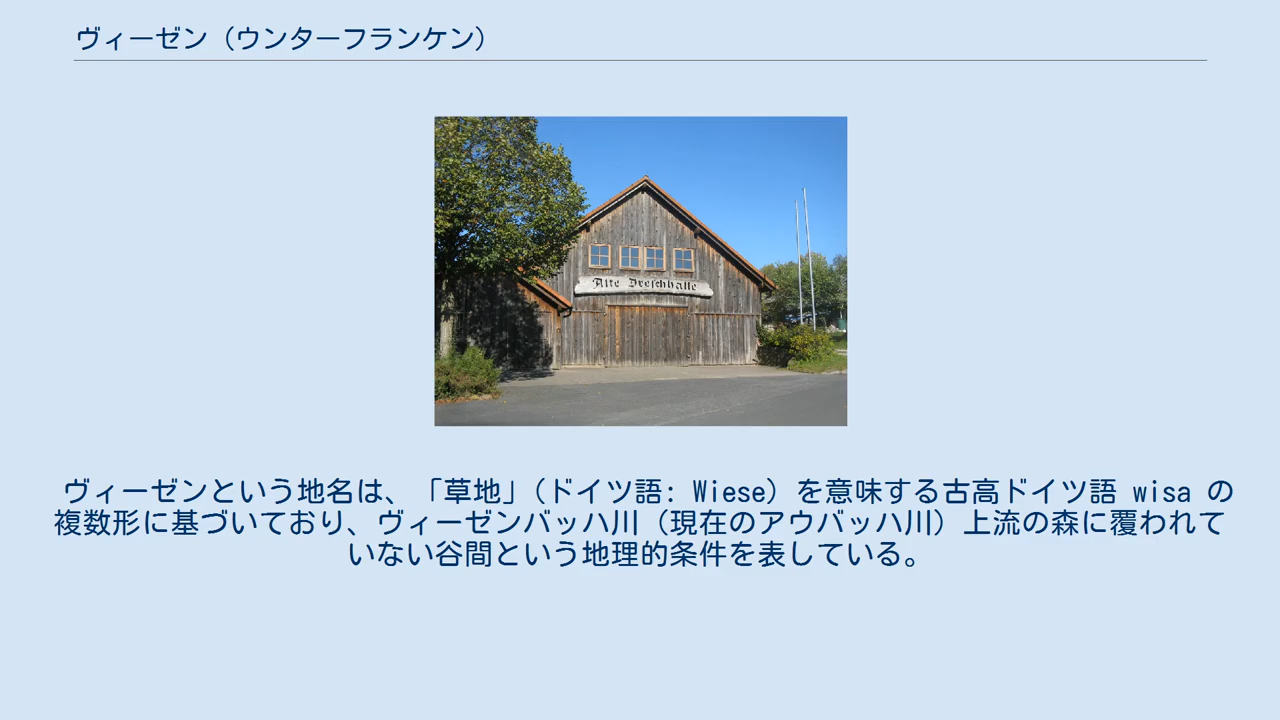 ヴィーゼン（ウンターフランケン）
Alte Dreschhalle
ヴィーゼンという地名は、「草地」（ドイツ語: Wiese）を意味する古高ドイツ語 wisa の
複数形に基づいており、ヴィーゼンバッハ川（現在のアウバッハ川）上流の森に覆われて
いない谷間という地理的条件を表している。